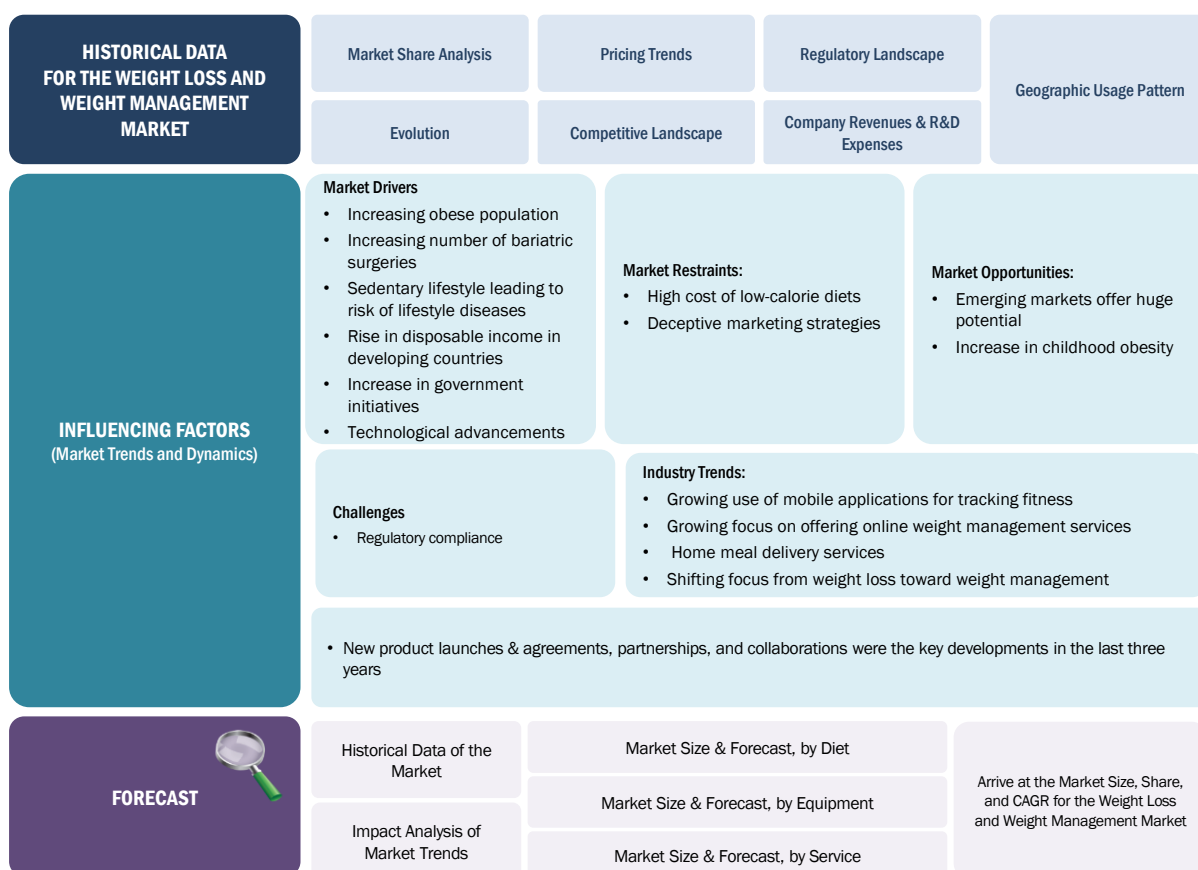 HISTORICAL DATA
FOR THE WEIGHT LOSS AND
WEIGHT MANAGEMENT
MARKET
Market Share Analysis
Pricing Trends
Regulatory Landscape
Geographic Usage Pattern
Evolution
Competitive Landscape
Company Revenues & R&D
Expenses
INFLUENCING FACTORS
(Market Trends and Dynamics)
Market Drivers
• Increasing obese population
• Increasing number of bariatric
surgeries
• Sedentary lifestyle leading to
risk of lifestyle diseases
• Rise in disposable income in
developing countries
• Increase in government
initiatives
• Technological advancements
Market Restraints:
• High cost of low-calorie diets
• Deceptive marketing strategies
Market Opportunities:
• Emerging markets offer huge
potential
• Increase in childhood obesity
Challenges
• Regulatory compliance
Industry Trends:
• Growing use of mobile applications for tracking fitness
• Growing focus on offering online weight management services
• Home meal delivery services
• Shifting focus from weight loss toward weight management
• New product launches & agreements, partnerships, and collaborations were the key developments in the last three
years
FORECAST
Historical Data of the
Market
Impact Analysis of
Market Trends
Market Size & Forecast, by Diet
Market Size & Forecast, by Equipment
Market Size & Forecast, by Service
Arrive at the Market Size, Share,
and CAGR for the Weight Loss
and Weight Management Market